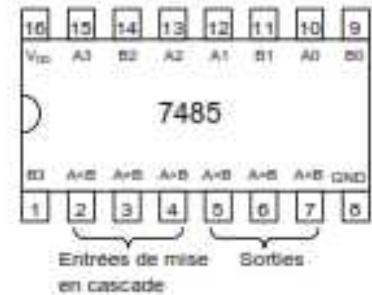 16 15 14 13 12 11 10 9
VDD A3 B2 A2 A1 B1 A0 B0
7485
B3 A<B A=B A>B A>B A=B A<B GND
1 2 3 4 5 6 7 8
Entrées de mise Sorties
en cascade